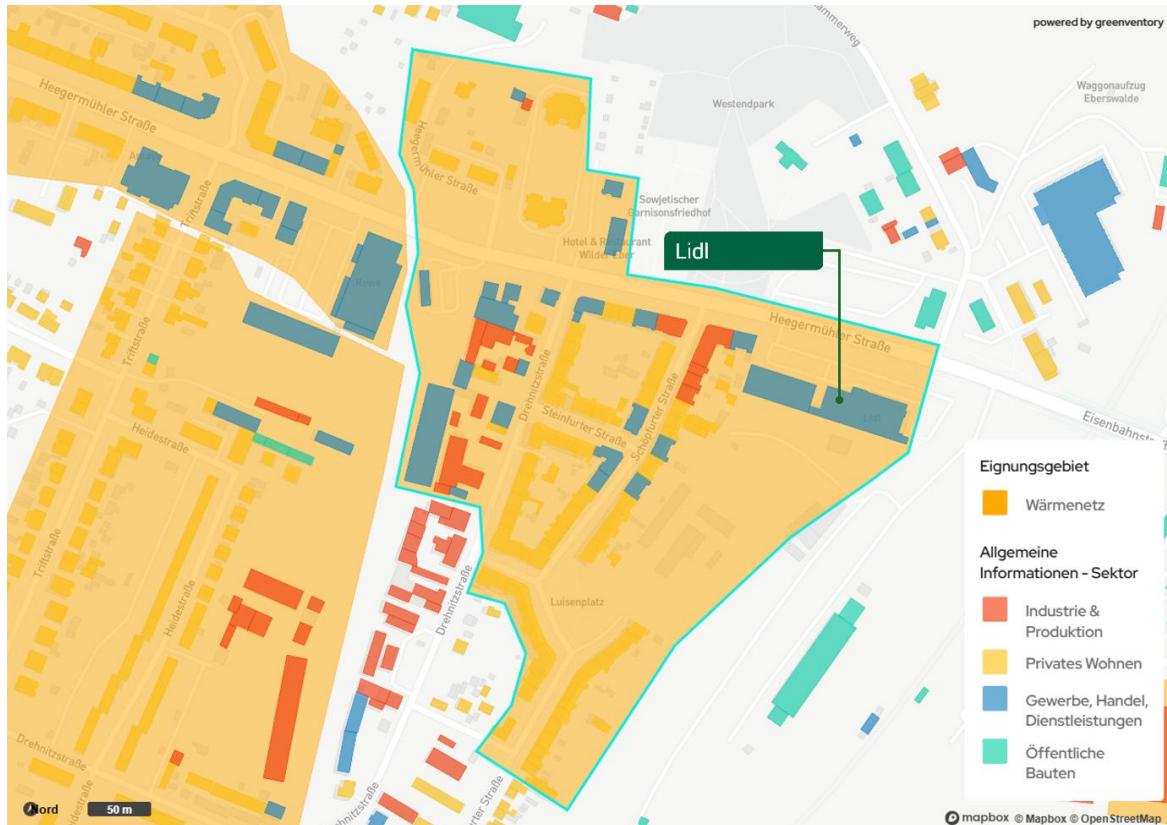 powered by greenventory
Hammerweg
Waggonaufzug
Eberswalde
Westendpark
Heegermühler Straße
Heegermühler Straße
Triftstraße
Sowjetischer
Garnisonsfriedhof
Hotel & Restaurant
Wilder Eber
Lidl
Rewe
Heegermühler Straße
Triftstraße
Drehnitzstraße
Schöpfurter Straße
Steinfurter Straße
Lidl
Eisenbahnstraße
Heidestraße
Triftstraße
Heidestraße
Drehnitzstraße
Luisenplatz
Drehnitzstraße
Straße
Eignungsgebiet
Wärmenetz
Allgemeine
Informationen - Sektor
Industrie &
Produktion
Privates Wohnen
Gewerbe, Handel,
Dienstleistungen
Öffentliche
Bauten
Nord
50 m
mapbox © Mapbox © OpenStreetMap